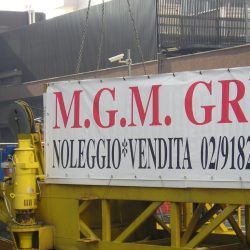 M.G.M. GR
NOLEGGIO*VENDITA 02/9182